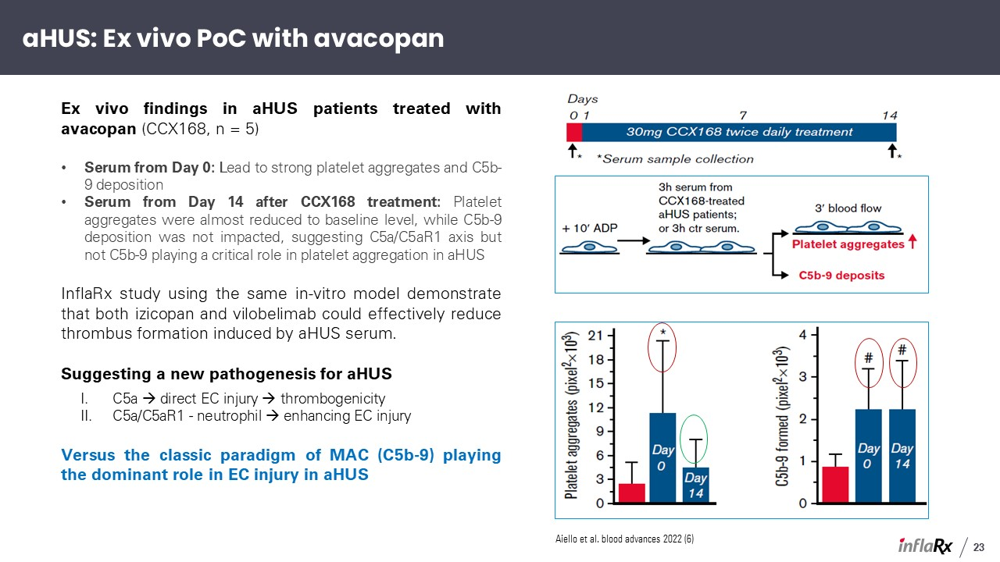 aHUS: Ex vivo PoC with avacopan
Ex vivo findings in aHUS patients treated with
avacopan (CCX168, n = 5)
• Serum from Day 0: Lead to strong platelet aggregates and C5b-
9 deposition
• Serum from Day 14 after CCX168 treatment: Platelet
aggregates were almost reduced to baseline level, while C5b-9
deposition was not impacted, suggesting C5a/C5aR1 axis but
not C5b-9 playing a critical role in platelet aggregation in aHUS
InflaRx study using the same in-vitro model demonstrate
that both izicopan and vilobelimab could effectively reduce
thrombus formation induced by aHUS serum.
Suggesting a new pathogenesis for aHUS
I. C5a → direct EC injury → thrombogenicity
II. C5a/C5aR1 - neutrophil → enhancing EC injury
Versus the classic paradigm of MAC (C5b-9) playing
the dominant role in EC injury in aHUS
Days
0 1 7 14
30mg CCX168 twice daily treatment
* *Serum sample collection *
+ 10′ ADP
3h serum from
CCX168-treated
aHUS patients;
or 3h ctr serum.
3′ blood flow
Platelet aggregates
C5b-9 deposits
Platelet aggregates (pixel²×10³)
21
18
15
12
9
6
3
0
*
Day
0
Day
14
C5b-9 formed (pixel²×10³)
4
3
2
1
0
#
#
Day
0
Day
14
Aiello et al. blood advances 2022 (6)
inflaRx / 23